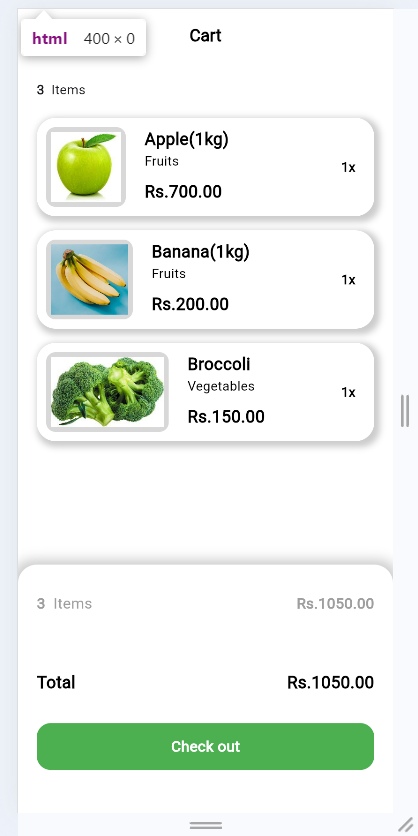 html 400 × 0
Cart
3 Items
Apple(1kg)
Fruits
Rs.700.00
1x
Banana(1kg)
Fruits
Rs.200.00
1x
Broccoli
Vegetables
Rs.150.00
1x
3 Items Rs.1050.00
Total Rs.1050.00
Check out